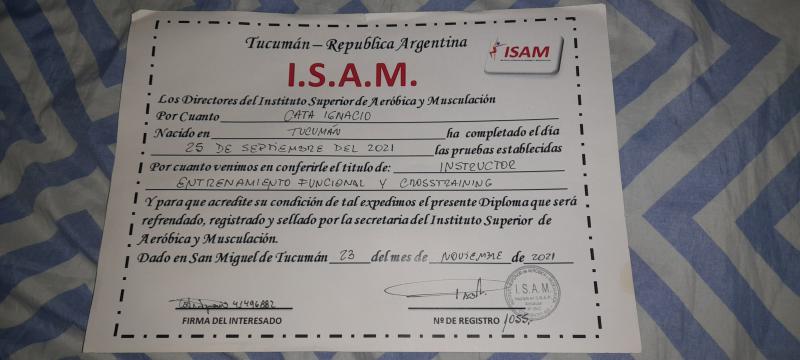 Tucumán – Republica Argentina
ISAM
I.S.A.M.
Los Directores del Instituto Superior de Aeróbica y Musculación
Por Cuanto CATA IGNACIO
Nacido en TUCUMÁN ha completado el día
25 DE SEPTIEMBRE DEL 2021 las pruebas establecidas
Por cuanto venimos en conferirle el titulo de: INSTRUCTOR
ENTRENAMIENTO FUNCIONAL Y CROSSTRAINING
Y para que acredite su condición de tal expedimos el presente Diploma que será
refrendado, registrado y sellado por la secretaria del Instituto Superior de
Aeróbica y Musculación.
Dado en San Miguel de Tucumán 23 del mes de NOVIEMBRE de 2021
41496882
I.S.A.M.
FIRMA DEL INTERESADO
Nº DE REGISTRO 1055